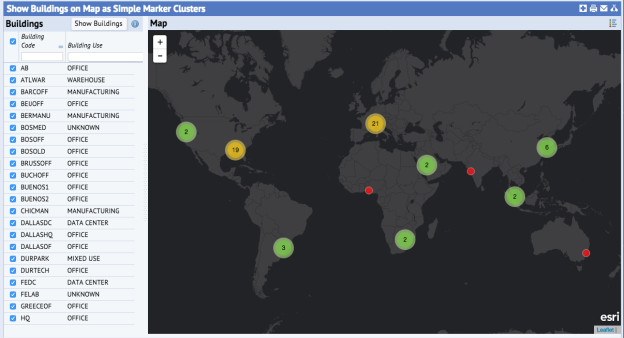 Show Buildings on Map as Simple Marker Clusters
Buildings Show Buildings
Building Code Building Use
AB OFFICE
ATLWAR WAREHOUSE
BARCOFF MANUFACTURING
BEUOFF OFFICE
BERMANU MANUFACTURING
BOSMED UNKNOWN
BOSOFF OFFICE
BOSOLD OFFICE
BRUSSOFF OFFICE
BUCHOFF OFFICE
BUENOS1 OFFICE
BUENOS2 OFFICE
CHICMAN MANUFACTURING
DALLASDC DATA CENTER
DALLASHQ OFFICE
DALLASOF OFFICE
DURPARK MIXED USE
DURTECH OFFICE
FEDC DATA CENTER
FELAB UNKNOWN
GREECEOF OFFICE
HQ OFFICE
Map
+
−
21
2
6
19
2
2
2
3
esri
Leaflet |